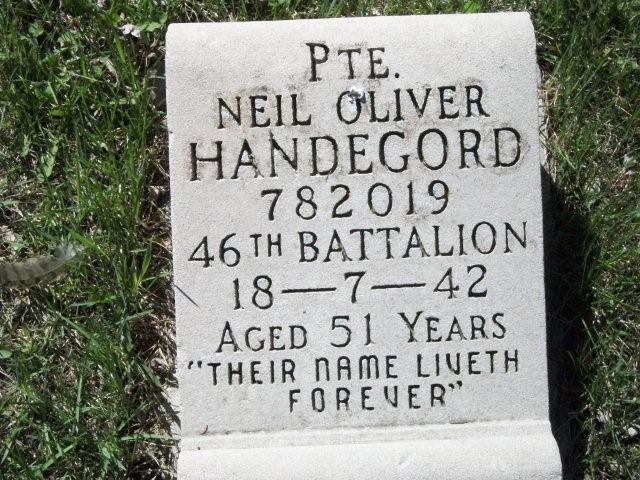 PTE.
NEIL OLIVER
HANDEGORD
782019
46TH BATTALION
18—7—42
AGED 51 YEARS
"THEIR NAME LIVETH
FOREVER"